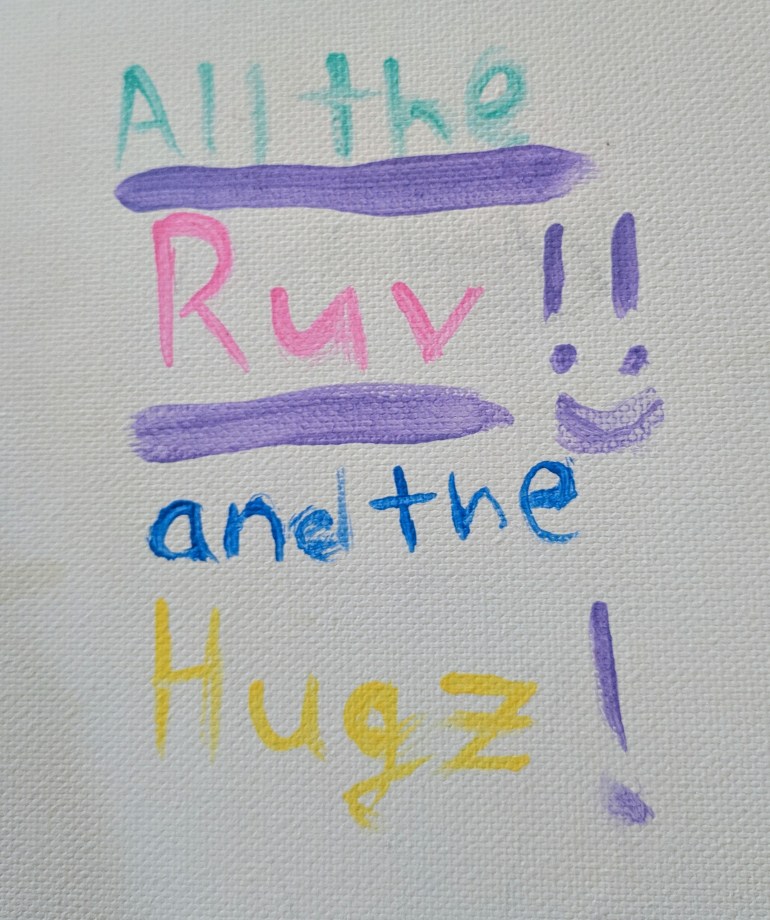 All the
Ruv!!
and the
Hugz!